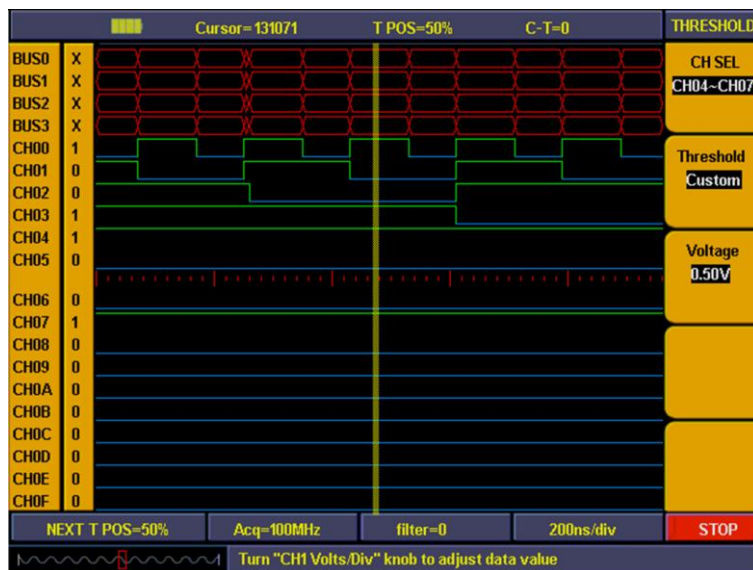 Cursor=131071 T POS=50% C-T=0 THRESHOLD
BUS0 X
BUS1 X
BUS2 X
BUS3 X
CH00 1
CH01 0
CH02 0
CH03 1
CH04 1
CH05 0
CH06 0
CH07 1
CH08 0
CH09 0
CH0A 0
CH0B 0
CH0C 0
CH0D 0
CH0E 0
CH0F 0
CH SEL
CH04~CH07
Threshold
Custom
Voltage
0.50V
NEXT T POS=50% Acq=100MHz filter=0 200ns/div STOP
Turn "CH1 Volts/Div" knob to adjust data value